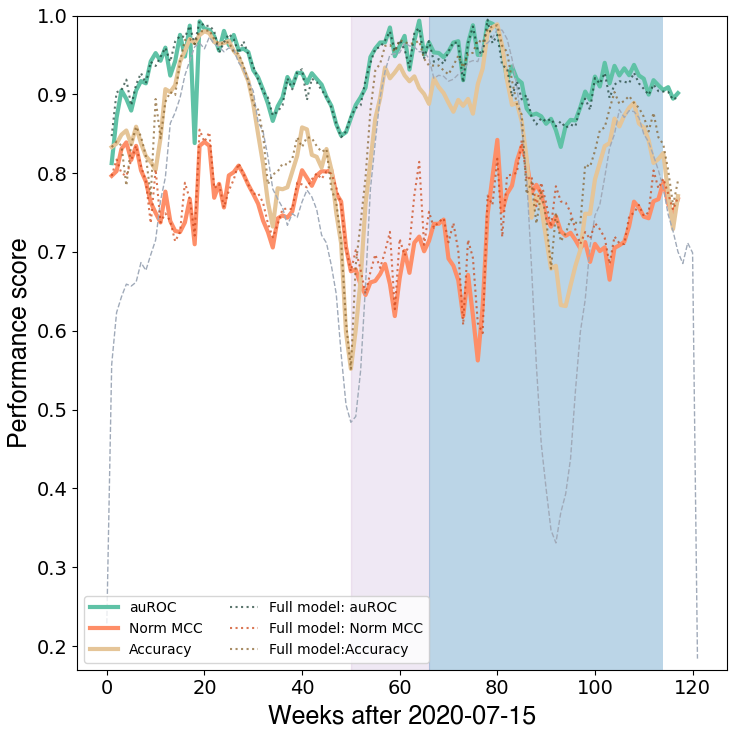 1.0
0.9
0.8
0.7
0.6
0.5
0.4
0.3
0.2
Performance score
auROC
Norm MCC
Accuracy
Full model: auROC
Full model: Norm MCC
Full model:Accuracy
0 20 40 60 80 100 120
Weeks after 2020-07-15